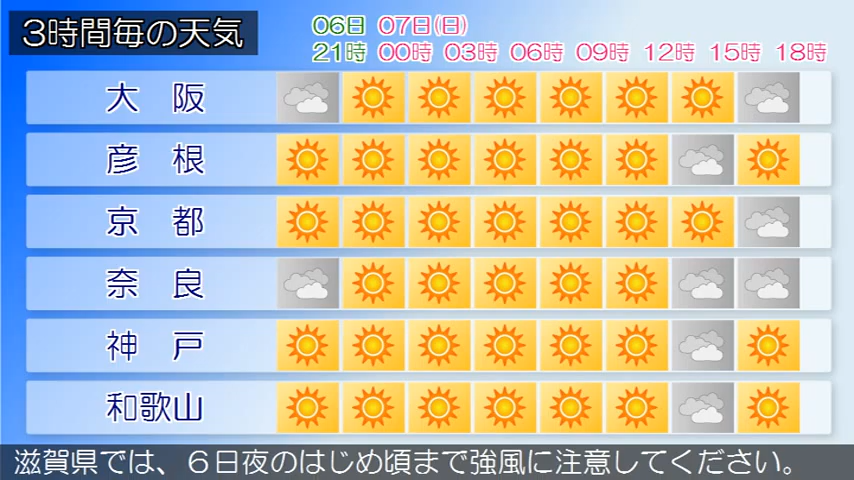 3時間毎の天気
06日 07日(日)
21時 00時 03時 06時 09時 12時 15時 18時
大 阪
彦 根
京 都
奈 良
神 戸
和歌山
滋賀県では、６日夜のはじめ頃まで強風に注意してください。